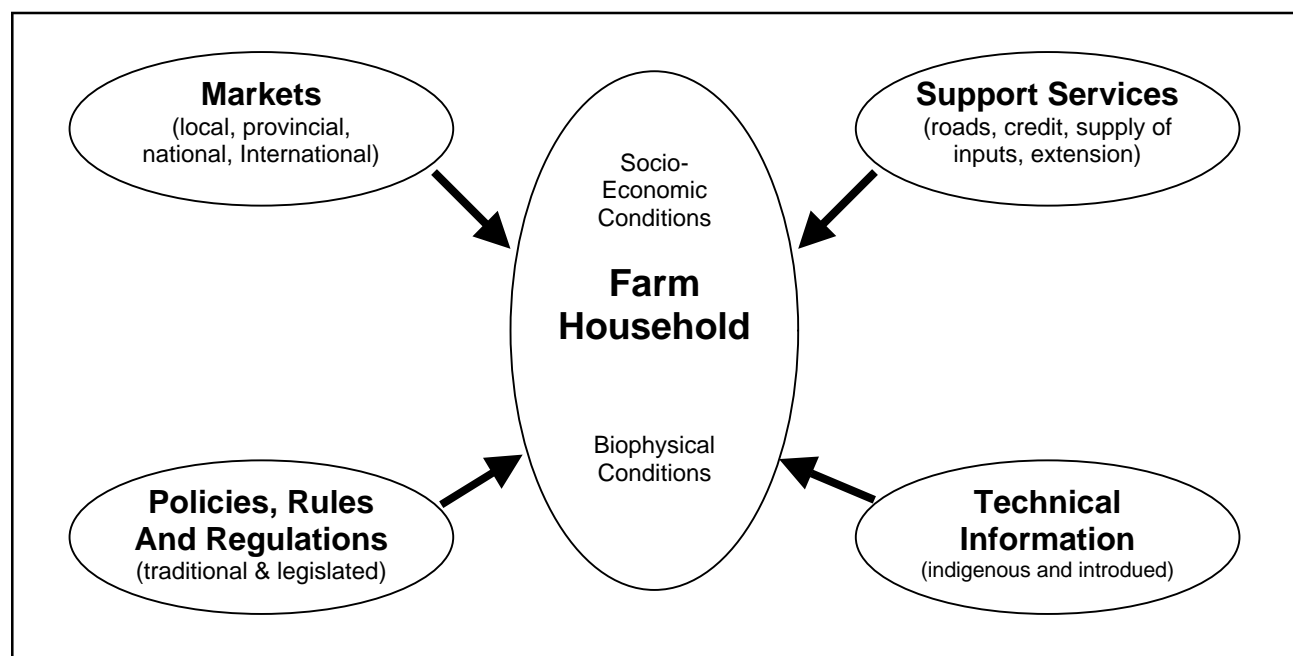 Markets
(local, provincial,
national, International)
Support Services
(roads, credit, supply of
inputs, extension)
Socio-
Economic
Conditions
Farm
Household
Biophysical
Conditions
Policies, Rules
And Regulations
(traditional & legislated)
Technical
Information
(indigenous and introdued)